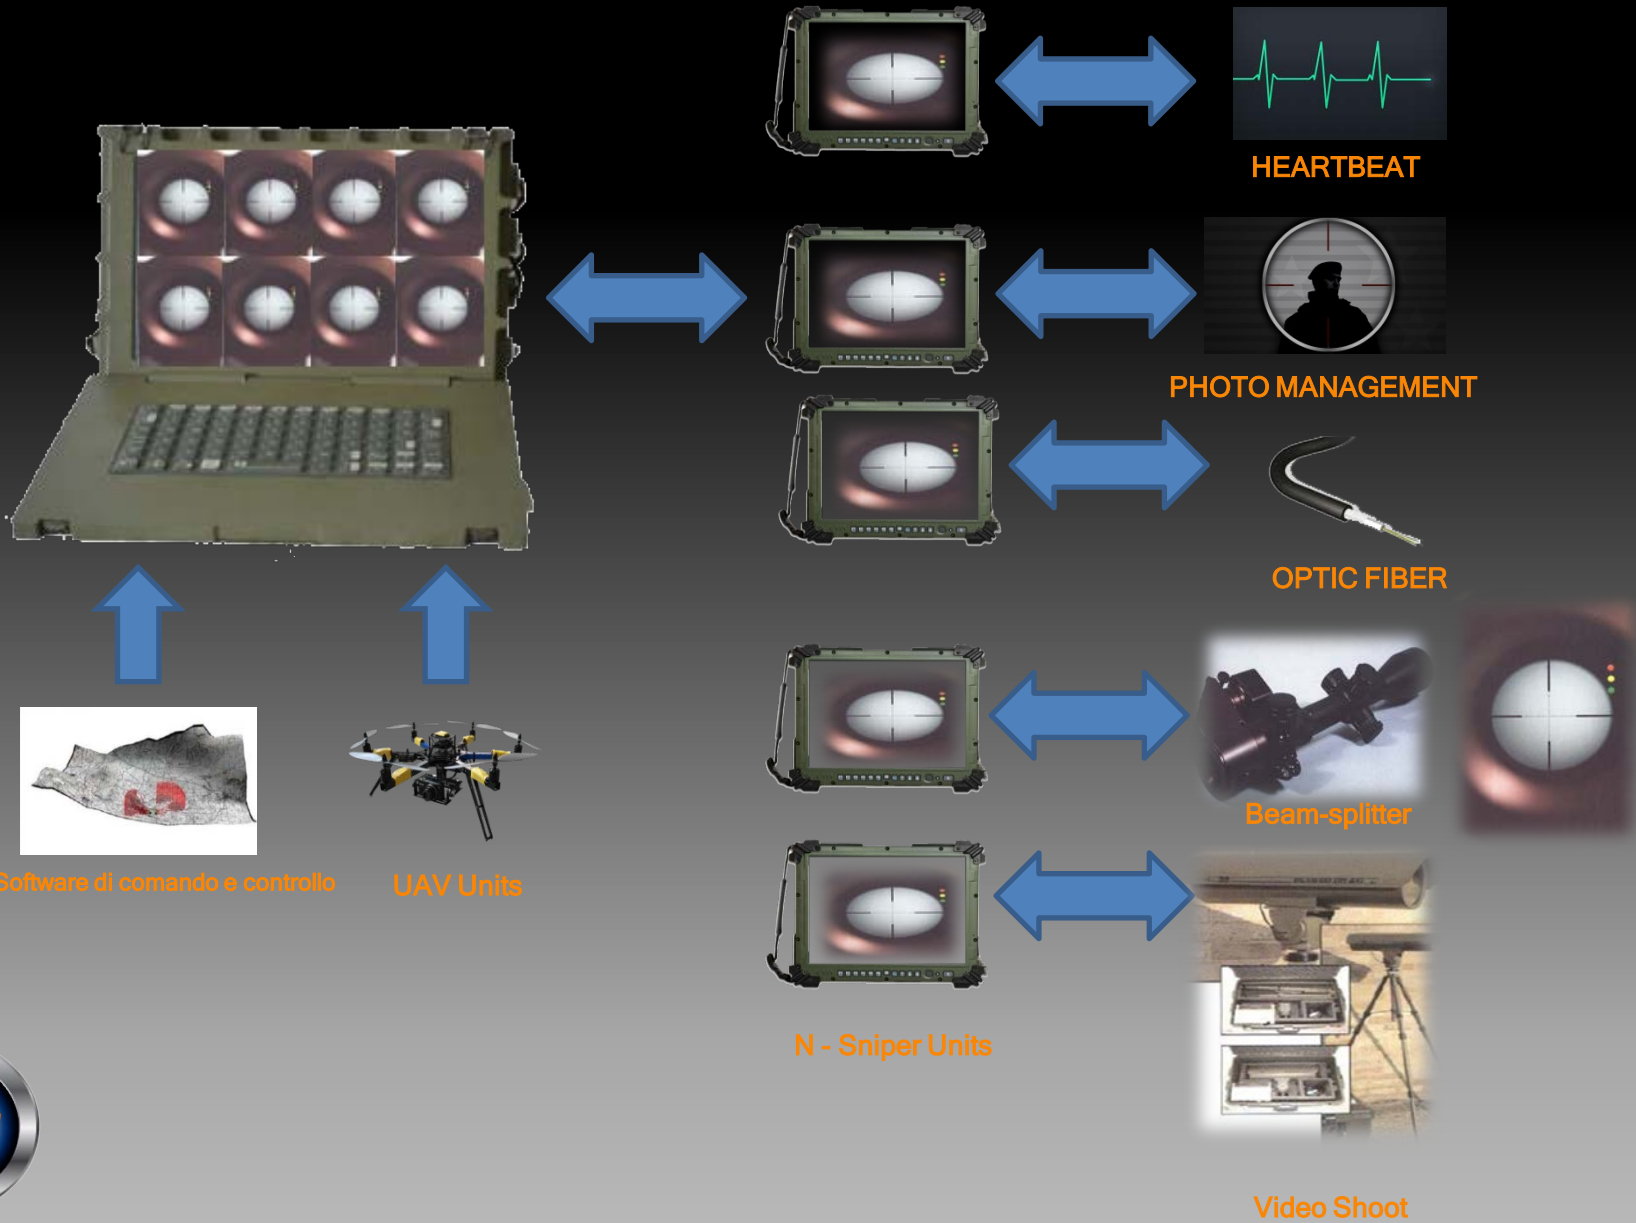 HEARTBEAT
PHOTO MANAGEMENT
OPTIC FIBER
Beam-splitter
Software di comando e controllo
UAV Units
N - Sniper Units
Video Shoot